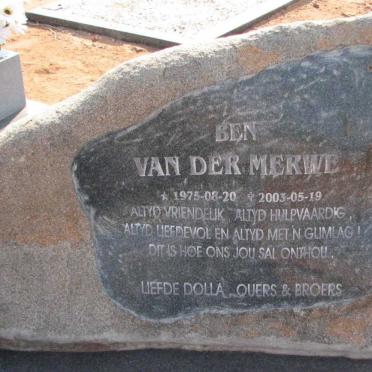 BEN
VAN DER MERWE
★ 1975-08-20 ✞ 2003-05-19
ALTYD VRIENDELIK, ALTYD HULPVAARDIG,
ALTYD LIEFDEVOL EN ALTYD MET 'N GLIMLAG!
DIT IS HOE ONS JOU SAL ONTHOU.
LIEFDE DOLLA, OUERS & BROERS